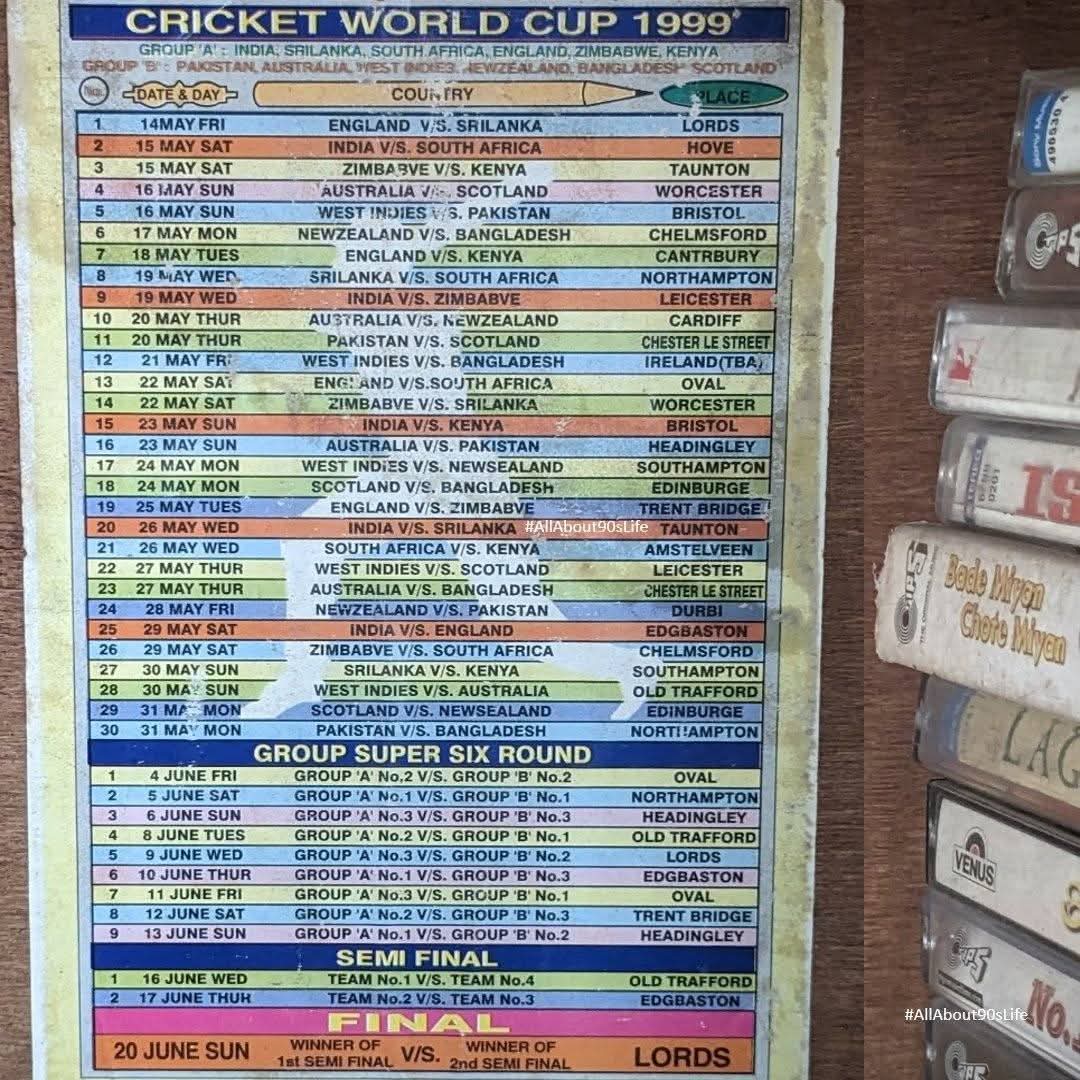 CRICKET WORLD CUP 1999
GROUP 'A' : INDIA, SRILANKA, SOUTH AFRICA, ENGLAND, ZIMBABWE, KENYA
GROUP 'B' : PAKISTAN, AUSTRALIA, WEST INDIES, NEWZEALAND, BANGLADESH SCOTLAND
No. DATE & DAY COUNTRY PLACE
1 14MAY FRI ENGLAND V/S. SRILANKA LORDS
2 15 MAY SAT INDIA V/S. SOUTH AFRICA HOVE
3 15 MAY SAT ZIMBABVE V/S. KENYA TAUNTON
4 16 MAY SUN AUSTRALIA V/S. SCOTLAND WORCESTER
5 16 MAY SUN WEST INDIES V/S. PAKISTAN BRISTOL
6 17 MAY MON NEWZEALAND V/S. BANGLADESH CHELMSFORD
7 18 MAY TUES ENGLAND V/S. KENYA CANTRBURY
8 19 MAY WED SRILANKA V/S. SOUTH AFRICA NORTHAMPTON
9 19 MAY WED INDIA V/S. ZIMBABVE LEICESTER
10 20 MAY THUR AUSTRALIA V/S. NEWZEALAND CARDIFF
11 20 MAY THUR PAKISTAN V/S. SCOTLAND CHESTER LE STREET
12 21 MAY FRI WEST INDIES V/S. BANGLADESH IRELAND(TBA)
13 22 MAY SAT ENGLAND V/S.SOUTH AFRICA OVAL
14 22 MAY SAT ZIMBABVE V/S. SRILANKA WORCESTER
15 23 MAY SUN INDIA V/S. KENYA BRISTOL
16 23 MAY SUN AUSTRALIA V/S. PAKISTAN HEADINGLEY
17 24 MAY MON WEST INDIES V/S. NEWSEALAND SOUTHAMPTON
18 24 MAY MON SCOTLAND V/S. BANGLADESH EDINBURGE
19 25 MAY TUES ENGLAND V/S. ZIMBABVE TRENT BRIDGE
20 26 MAY WED INDIA V/S. SRILANKA #AllAbout90sLife TAUNTON
21 26 MAY WED SOUTH AFRICA V/S. KENYA AMSTELVEEN
22 27 MAY THUR WEST INDIES V/S. SCOTLAND LEICESTER
23 27 MAY THUR AUSTRALIA V/S. BANGLADESH CHESTER LE STREET
24 28 MAY FRI NEWZEALAND V/S. PAKISTAN DURBI
25 29 MAY SAT INDIA V/S. ENGLAND EDGBASTON
26 29 MAY SAT ZIMBABVE V/S. SOUTH AFRICA CHELMSFORD
27 30 MAY SUN SRILANKA V/S. KENYA SOUTHAMPTON
28 30 MAY SUN WEST INDIES V/S. AUSTRALIA OLD TRAFFORD
29 31 MAY MON SCOTLAND V/S. NEWSEALAND EDINBURGE
30 31 MAY MON PAKISTAN V/S. BANGLADESH NORTHAMPTON
GROUP SUPER SIX ROUND
1 4 JUNE FRI GROUP 'A' No,2 V/S. GROUP 'B' No.2 OVAL
2 5 JUNE SAT GROUP 'A' No.1 V/S. GROUP 'B' No.1 NORTHAMPTON
3 6 JUNE SUN GROUP 'A' No.3 V/S. GROUP 'B' No.3 HEADINGLEY
4 8 JUNE TUES GROUP 'A' No.2 V/S. GROUP 'B' No.1 OLD TRAFFORD
5 9 JUNE WED GROUP 'A' No.3 V/S. GROUP 'B' No.2 LORDS
6 10 JUNE THUR GROUP 'A' No.1 V/S. GROUP 'B' No.3 EDGBASTON
7 11 JUNE FRI GROUP 'A' No.3 V/S. GROUP 'B' No.1 OVAL
8 12 JUNE SAT GROUP 'A' No.2 V/S. GROUP 'B' No.3 TRENT BRIDGE
9 13 JUNE SUN GROUP 'A' No.1 V/S. GROUP 'B' No.2 HEADINGLEY
SEMI FINAL
1 16 JUNE WED TEAM No.1 V/S. TEAM No.4 OLD TRAFFORD
2 17 JUNE THUR TEAM No.2 V/S. TEAM No.3 EDGBASTON
FINAL
20 JUNE SUN WINNER OF 1st SEMI FINAL V/S. WINNER OF 2nd SEMI FINAL LORDS
496530 4
Bade Miyan
Chote Miyan
VENUS
No.
#AllAbout90sLife